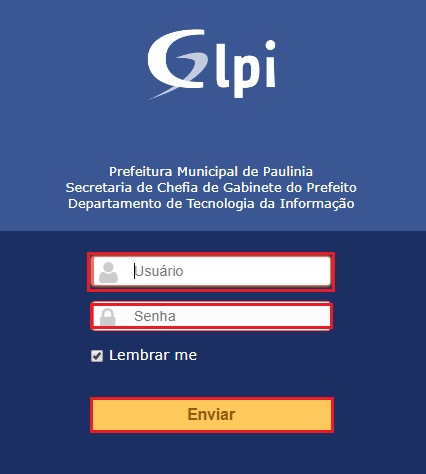 Glpi
Prefeitura Municipal de Paulinia
Secretaria de Chefia de Gabinete do Prefeito
Departamento de Tecnologia da Informação
Usuário
Senha
Lembrar me
Enviar